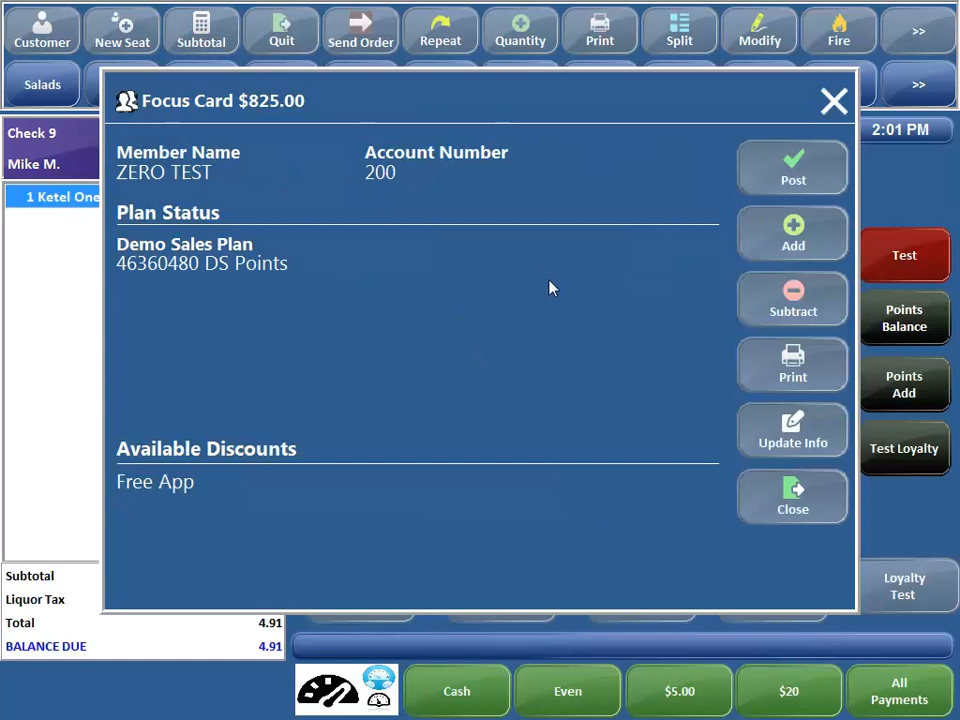 Customer
New Seat
Subtotal
Quit
Send Order
Repeat
Quantity
Print
Split
Modify
Fire
>>
Salads
>>
Check 9
Mike M.
2:01 PM
1 Ketel One
Focus Card $825.00
Member Name
ZERO TEST
Account Number
200
Plan Status
Demo Sales Plan
46360480 DS Points
Available Discounts
Free App
Post
Add
Subtract
Print
Update Info
Close
Test
Points
Balance
Points
Add
Test Loyalty
Loyalty
Test
Subtotal
Liquor Tax
Total 4.91
BALANCE DUE 4.91
Cash
Even
$5.00
$20
All
Payments